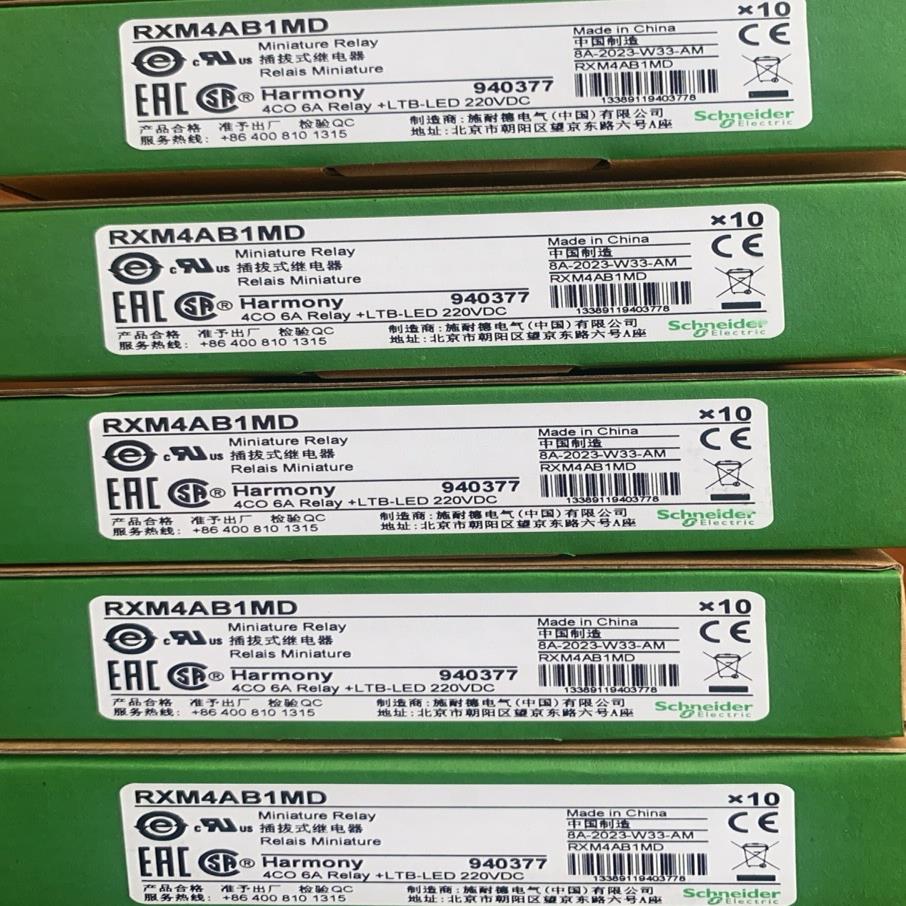 RXM4AB1MD ×10
Miniature Relay
c UR us 插拔式继电器
Relais Miniature
Made in China
中国制造
8A-2023-W33-AM
RXM4AB1MD
CE
EAC SA ® Harmony 940377
4CO 6A Relay +LTB-LED 220VDC
13389119403778
产品合格 准予出厂 检验QC
服务热线: +86 400 810 1315
制造商:施耐德电气(中国)有限公司
地址:北京市朝阳区望京东路六号A座
Schneider
Electric
RXM4AB1MD ×10
Miniature Relay
c UR us 插拔式继电器
Relais Miniature
Made in China
中国制造
8A-2023-W33-AM
RXM4AB1MD
CE
EAC SA ® Harmony 940377
4CO 6A Relay +LTB-LED 220VDC
13389119403778
产品合格 准予出厂 检验QC
服务热线: +86 400 810 1315
制造商:施耐德电气(中国)有限公司
地址:北京市朝阳区望京东路六号A座
Schneider
Electric
RXM4AB1MD ×10
Miniature Relay
c UR us 插拔式继电器
Relais Miniature
Made in China
中国制造
8A-2023-W33-AM
RXM4AB1MD
CE
EAC SA ® Harmony 940377
4CO 6A Relay +LTB-LED 220VDC
13389119403778
产品合格 准予出厂 检验QC
服务热线: +86 400 810 1315
制造商:施耐德电气(中国)有限公司
地址:北京市朝阳区望京东路六号A座
Schneider
Electric
RXM4AB1MD ×10
Miniature Relay
c UR us 插拔式继电器
Relais Miniature
Made in China
中国制造
8A-2023-W33-AM
RXM4AB1MD
CE
EAC SA ® Harmony 940377
4CO 6A Relay +LTB-LED 220VDC
13389119403778
产品合格 准予出厂 检验QC
服务热线: +86 400 810 1315
制造商:施耐德电气(中国)有限公司
地址:北京市朝阳区望京东路六号A座
Schneider
Electric
RXM4AB1MD ×10
Miniature Relay
c UR us 插拔式继电器
Relais Miniature
Made in China
中国制造
8A-2023-W33-AM
RXM4AB1MD
CE
EAC SA ® Harmony 940377
4CO 6A Relay +LTB-LED 220VDC
13389119403778
产品合格 准予出厂 检验QC
服务热线: +86 400 810 1315
制造商:施耐德电气(中国)有限公司
地址:北京市朝阳区望京东路六号A座
Schneider
Electric